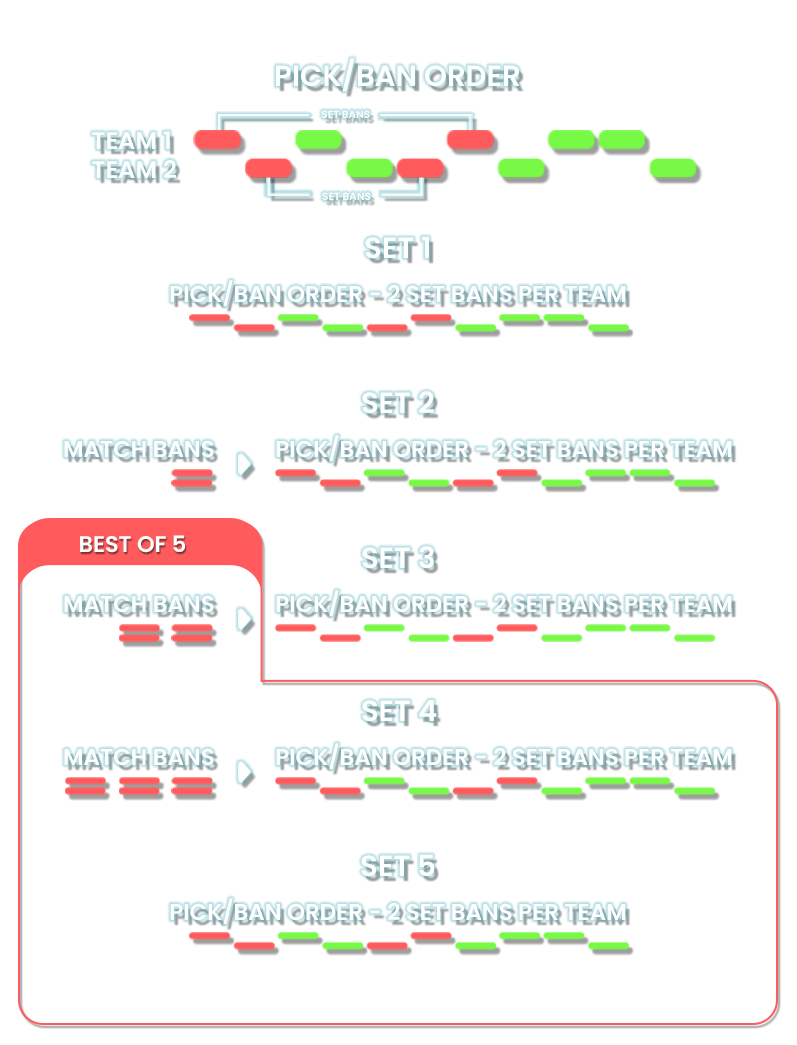 PICK/BAN ORDER
SET BANS
TEAM 1
TEAM 2
SET BANS
SET 1
PICK/BAN ORDER - 2 SET BANS PER TEAM
SET 2
MATCH BANS
PICK/BAN ORDER - 2 SET BANS PER TEAM
BEST OF 5
SET 3
MATCH BANS
PICK/BAN ORDER - 2 SET BANS PER TEAM
SET 4
MATCH BANS
PICK/BAN ORDER - 2 SET BANS PER TEAM
SET 5
PICK/BAN ORDER - 2 SET BANS PER TEAM